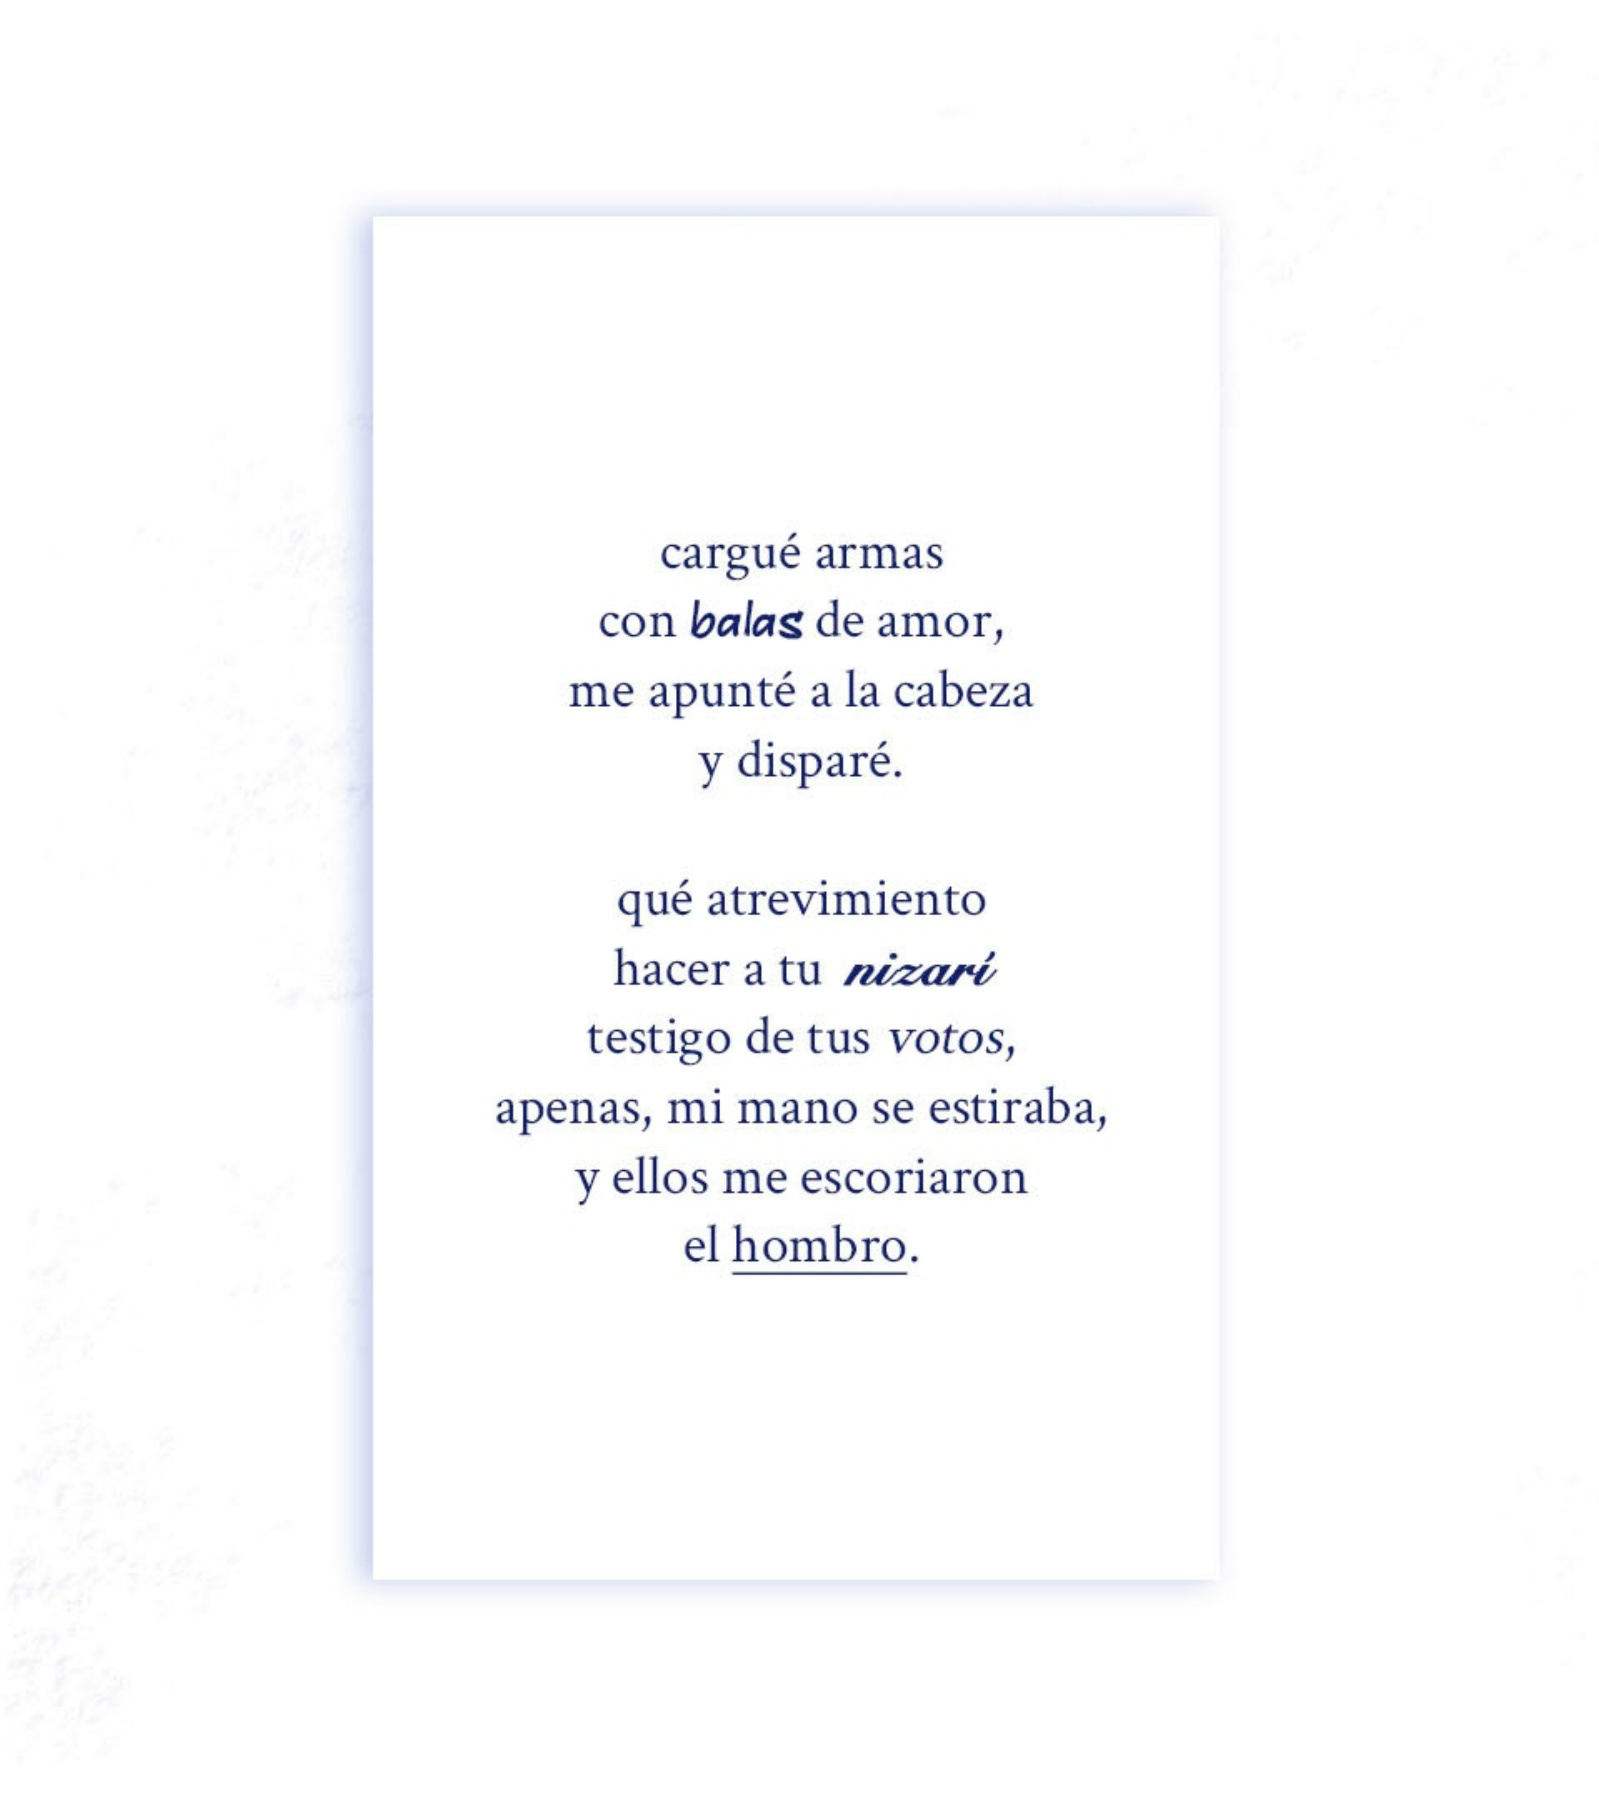 cargué armas
con balas de amor,
me apunté a la cabeza
y disparé.
qué atrevimiento
hacer a tu nizarí
testigo de tus votos,
apenas, mi mano se estiraba,
y ellos me escoriaron
el hombro.